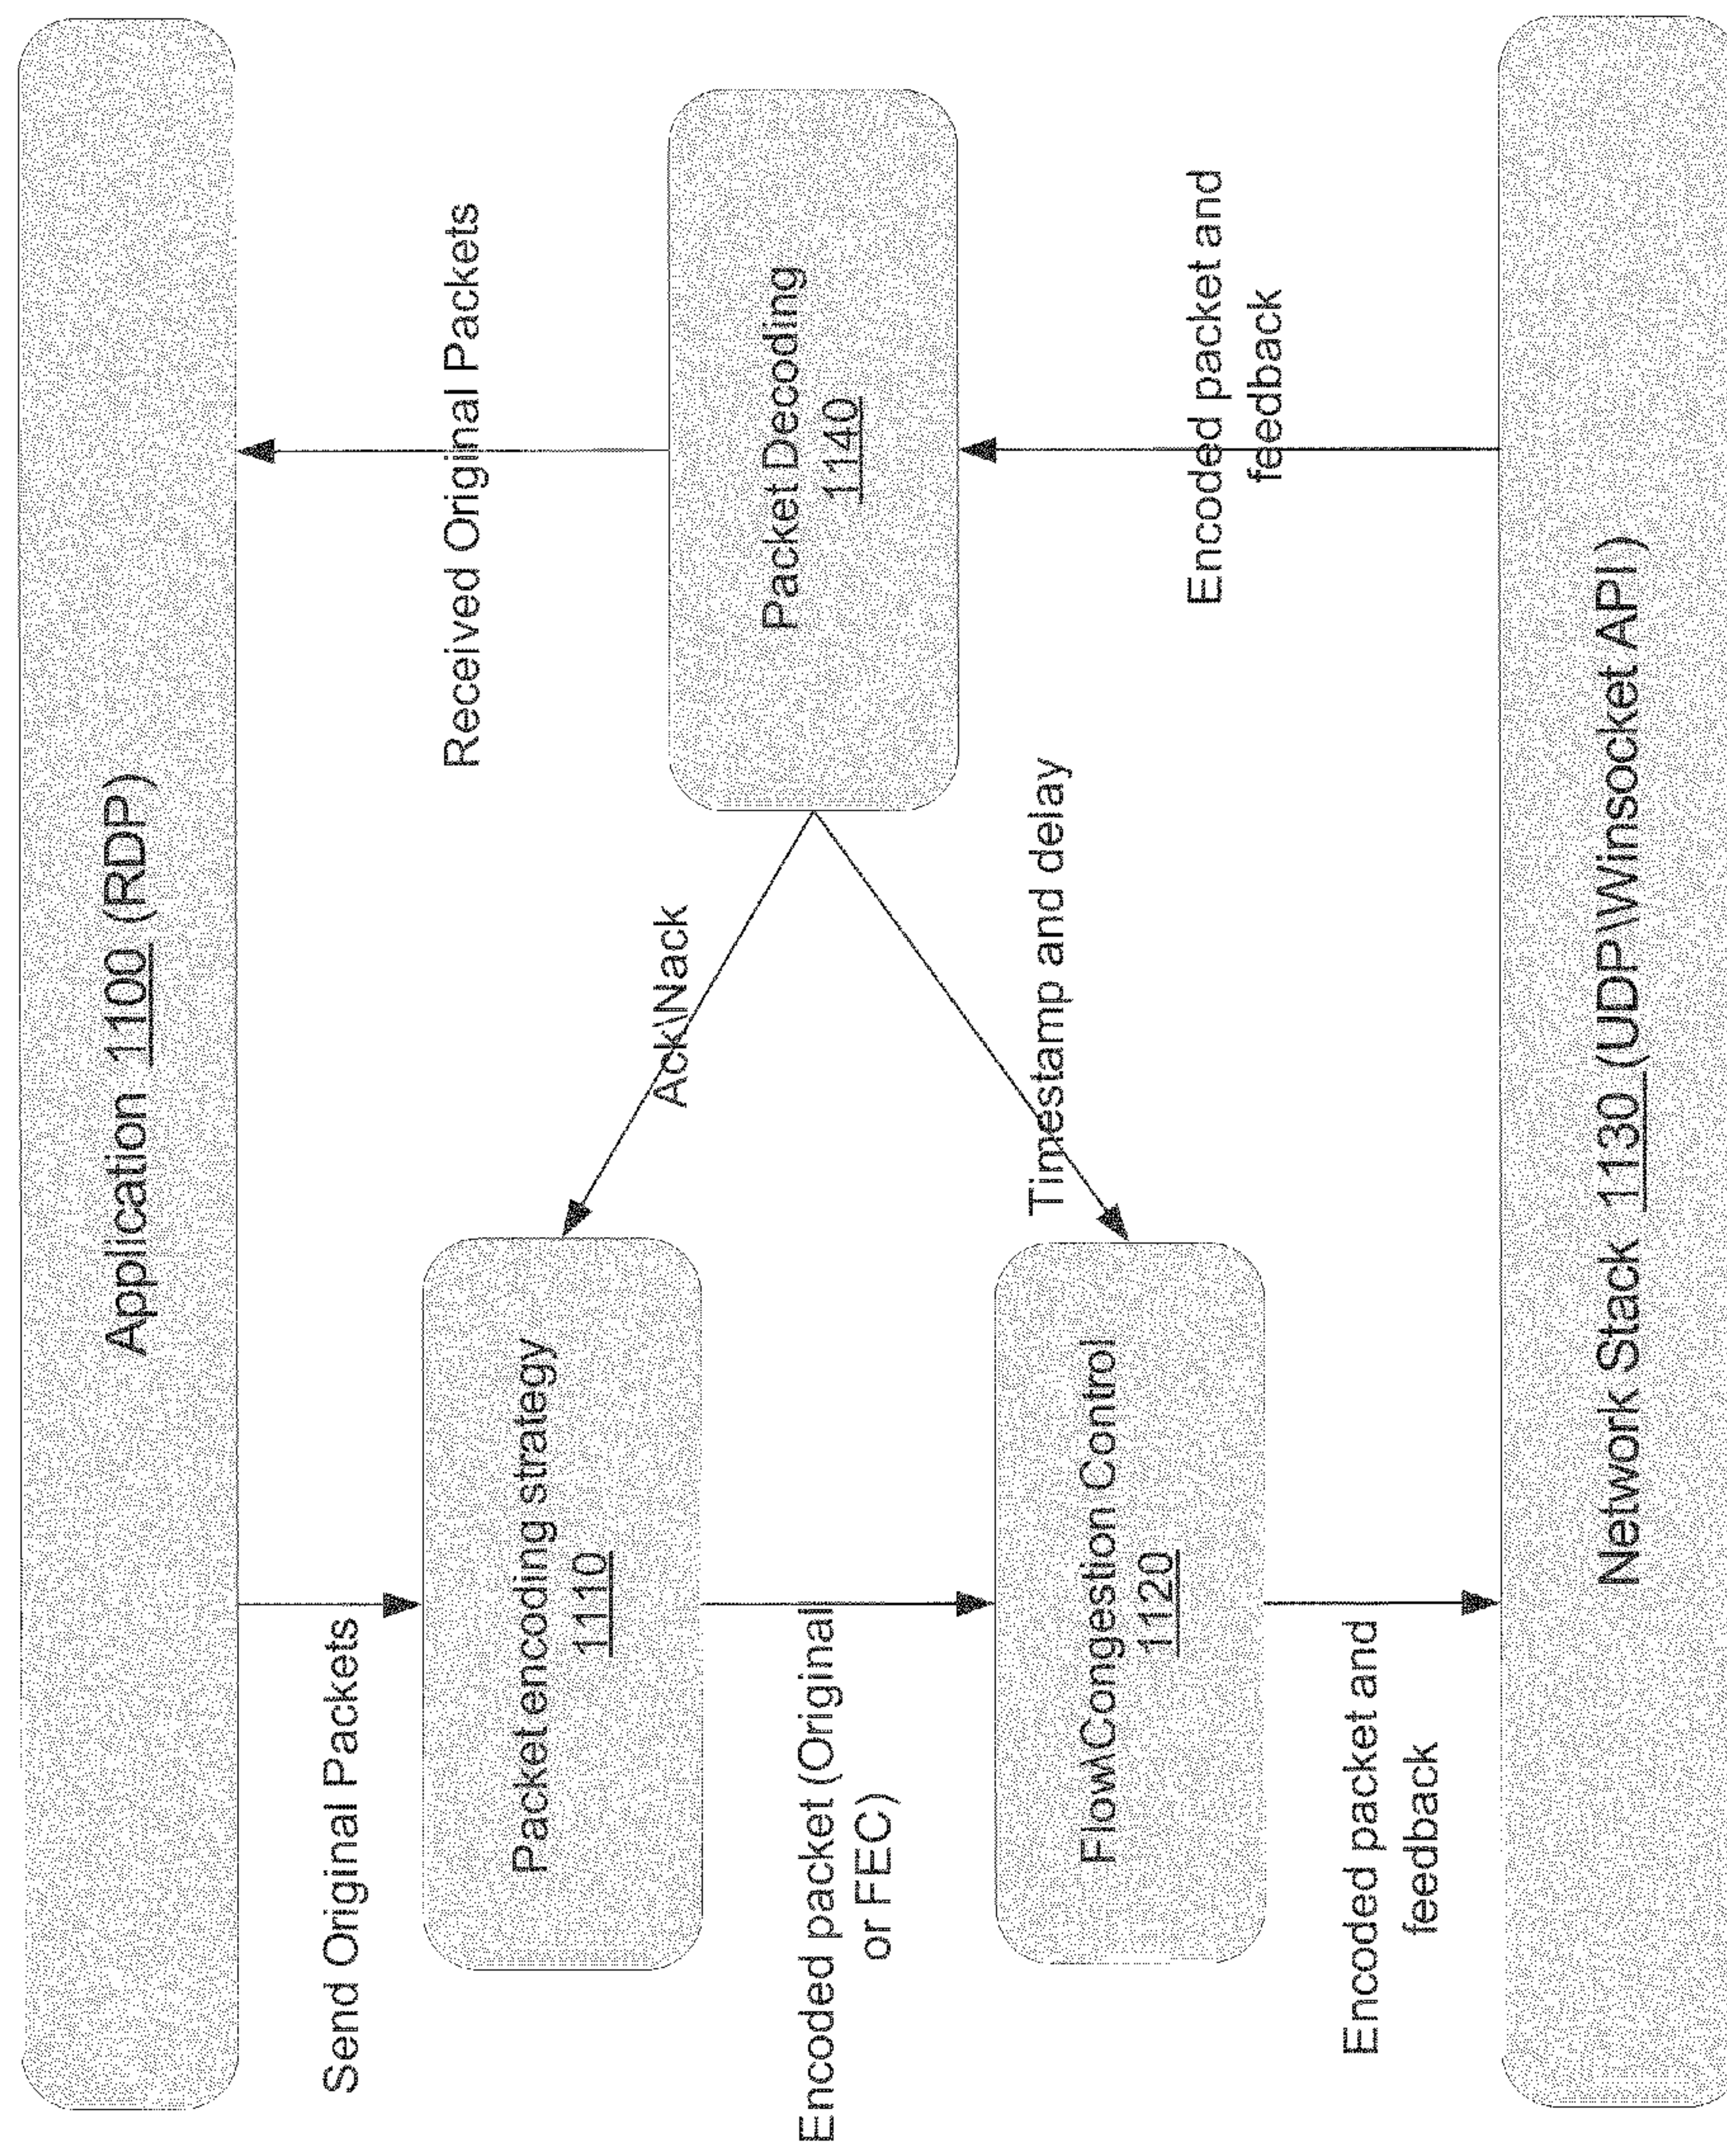 Application 1100 (RDP)
Send Original Packets
Received Original Packets
Packet encoding strategy
1110
Ack\Nack
Packet Decoding
1140
Encoded packet (Original
or FEC)
Timestamp and delay
Flow\Congestion Control
1120
Encoded packet and
feedback
Encoded packet and
feedback
Network Stack 1130 (UDP\Winsocket API)